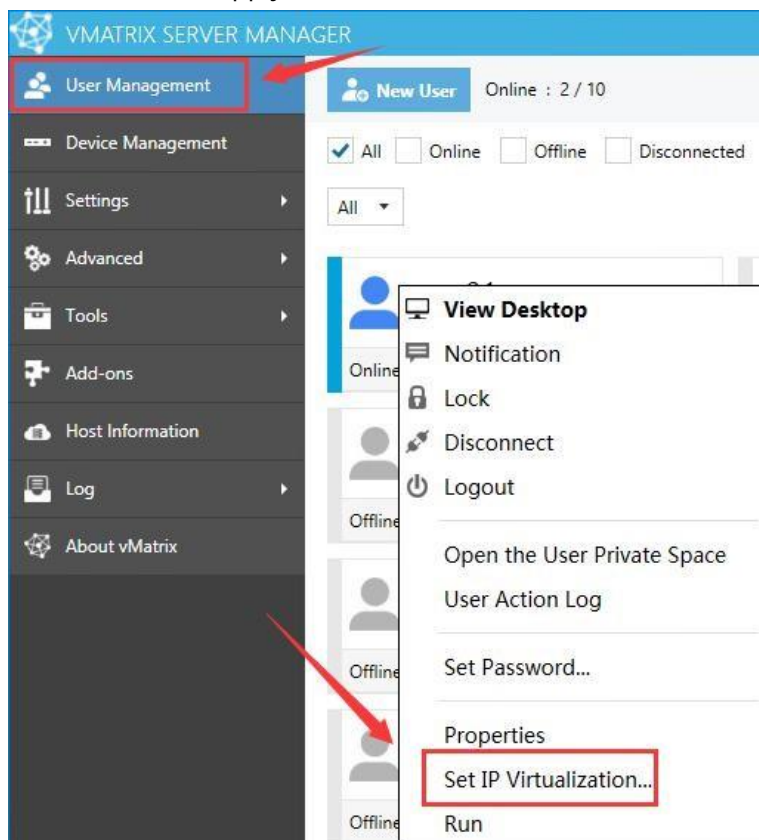 VMATRIX SERVER MANAGER
User Management
Device Management
Settings
Advanced
Tools
Add-ons
Host Information
Log
About vMatrix
New User Online : 2 / 10
All Online Offline Disconnected
All
Online
Offline
Offline
Offline
View Desktop
Notification
Lock
Disconnect
Logout
Open the User Private Space
User Action Log
Set Password...
Properties
Set IP Virtualization...
Run